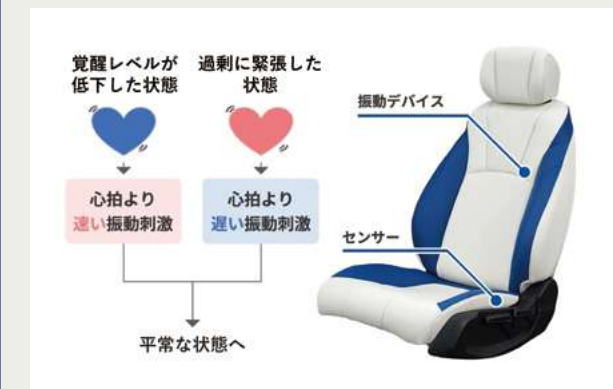 覚醒レベルが
低下した状態
過剰に緊張した
状態
心拍より
速い振動刺激
心拍より
遅い振動刺激
平常な状態へ
振動デバイス
センサー